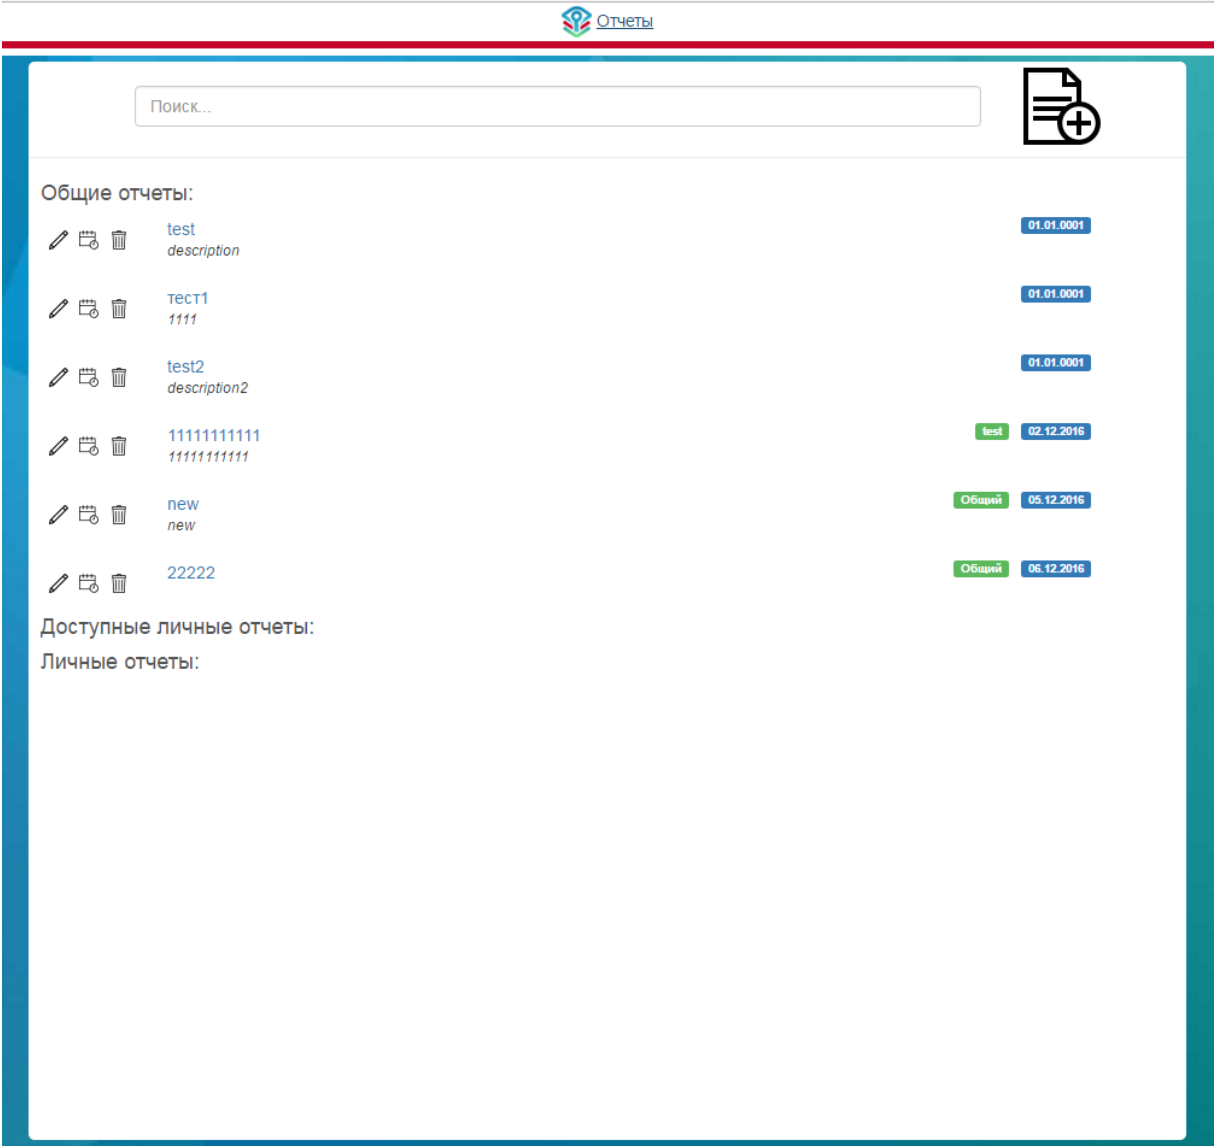 Отчеты
Поиск...
Общие отчеты:
test 01.01.0001
description
тест1 01.01.0001
1111
test2 01.01.0001
description2
11111111111 test 02.12.2016
11111111111
new Общий 05.12.2016
new
22222 Общий 06.12.2016
Доступные личные отчеты:
Личные отчеты: